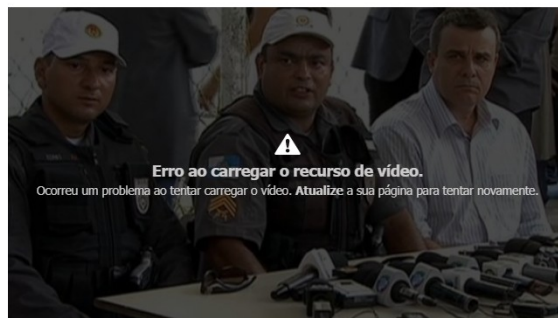 Erro ao carregar o recurso de vídeo.
Ocorreu um problema ao tentar carregar o vídeo. Atualize a sua página para tentar novamente.